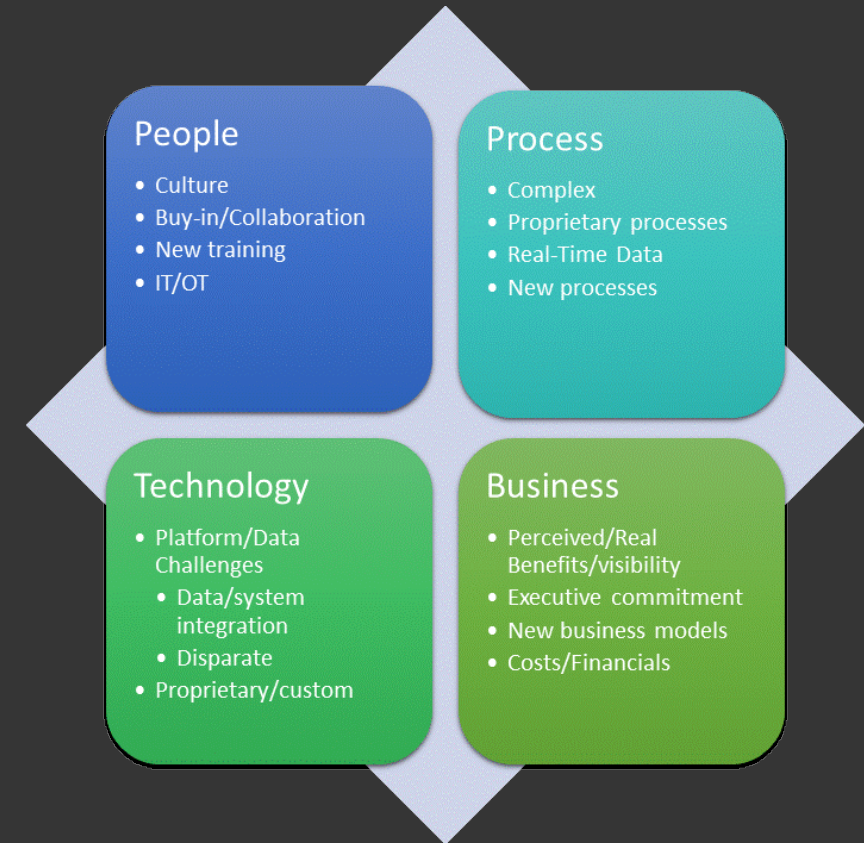 People
• Culture
• Buy-in/Collaboration
• New training
• IT/OT
Process
• Complex
• Proprietary processes
• Real-Time Data
• New processes
Technology
• Platform/Data
Challenges
• Data/system
integration
• Disparate
• Proprietary/custom
Business
• Perceived/Real
Benefits/visibility
• Executive commitment
• New business models
• Costs/Financials